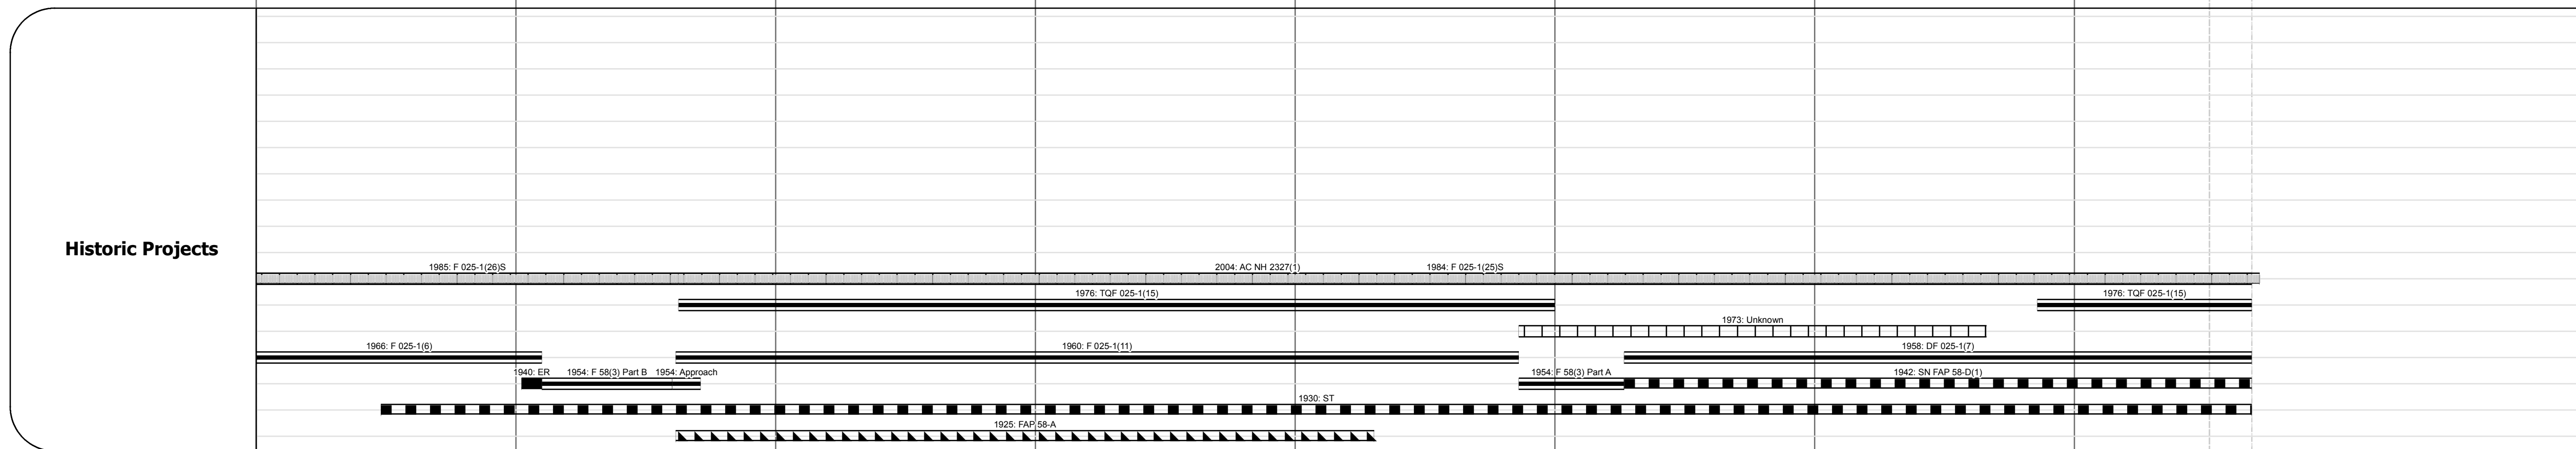 Historic Projects
1985: F 025-1(26)S
2004: AC NH 2327(1)
1984: F 025-1(25)S
1976: TQF 025-1(15)
1976: TQF 025-1(15)
1973: Unknown
1966: F 025-1(6)
1960: F 025-1(11)
1958: DF 025-1(7)
1940: ER
1954: F 58(3) Part B
1954: Approach
1954: F 58(3) Part A
1942: SN FAP 58-D(1)
1930: ST
1925: FAP 58-A